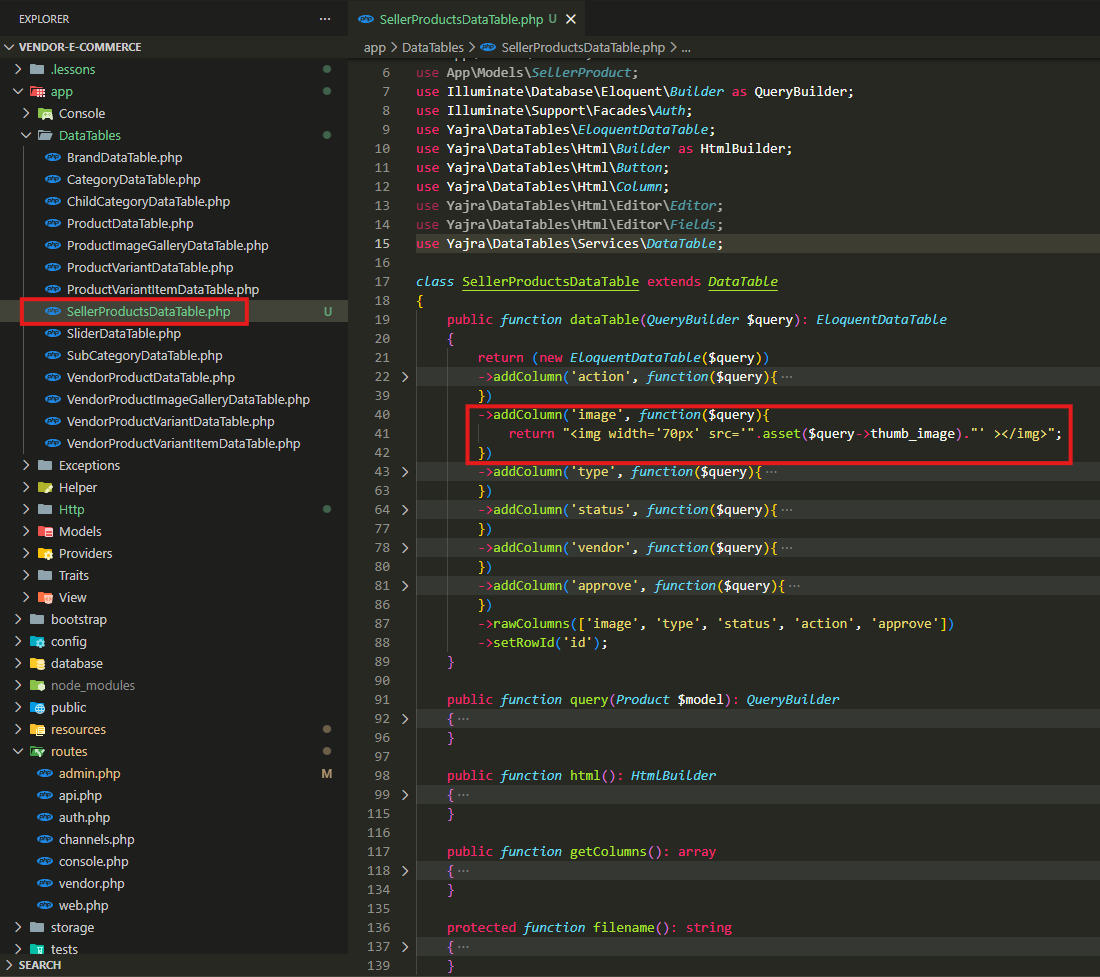 EXPLORER
···
VENDOR-E-COMMERCE
.lessons
app
Console
DataTables
BrandDataTable.php
CategoryDataTable.php
ChildCategoryDataTable.php
ProductDataTable.php
ProductImageGalleryDataTable.php
ProductVariantDataTable.php
ProductVariantItemDataTable.php
SellerProductsDataTable.php U
SliderDataTable.php
SubCategoryDataTable.php
VendorProductDataTable.php
VendorProductImageGalleryDataTable.php
VendorProductVariantDataTable.php
VendorProductVariantItemDataTable.php
Exceptions
Helper
Http
Models
Providers
Traits
View
bootstrap
config
database
node_modules
public
resources
routes
admin.php M
api.php
auth.php
channels.php
console.php
vendor.php
web.php
storage
tests
SEARCH
SellerProductsDataTable.php U
app > DataTables > SellerProductsDataTable.php > ...
6 use App\Models\SellerProduct;
7 use Illuminate\Database\Eloquent\Builder as QueryBuilder;
8 use Illuminate\Support\Facades\Auth;
9 use Yajra\DataTables\EloquentDataTable;
10 use Yajra\DataTables\Html\Builder as HtmlBuilder;
11 use Yajra\DataTables\Html\Button;
12 use Yajra\DataTables\Html\Column;
13 use Yajra\DataTables\Html\Editor\Editor;
14 use Yajra\DataTables\Html\Editor\Fields;
15 use Yajra\DataTables\Services\DataTable;
16
17 class SellerProductsDataTable extends DataTable
18 {
19 public function dataTable(QueryBuilder $query): EloquentDataTable
20 {
21 return (new EloquentDataTable($query))
22 ->addColumn('action', function($query){ ···
39 })
40 ->addColumn('image', function($query){
41 return "<img width='70px' src='".asset($query->thumb_image)."' ></img>";
42 })
43 ->addColumn('type', function($query){ ···
63 })
64 ->addColumn('status', function($query){ ···
77 })
78 ->addColumn('vendor', function($query){ ···
80 })
81 ->addColumn('approve', function($query){ ···
86 })
87 ->rawColumns(['image', 'type', 'status', 'action', 'approve'])
88 ->setRowId('id');
89 }
90
91 public function query(Product $model): QueryBuilder
92 { ···
96 }
97
98 public function html(): HtmlBuilder
99 { ···
115 }
116
117 public function getColumns(): array
118 { ···
134 }
135
136 protected function filename(): string
137 { ···
139 }